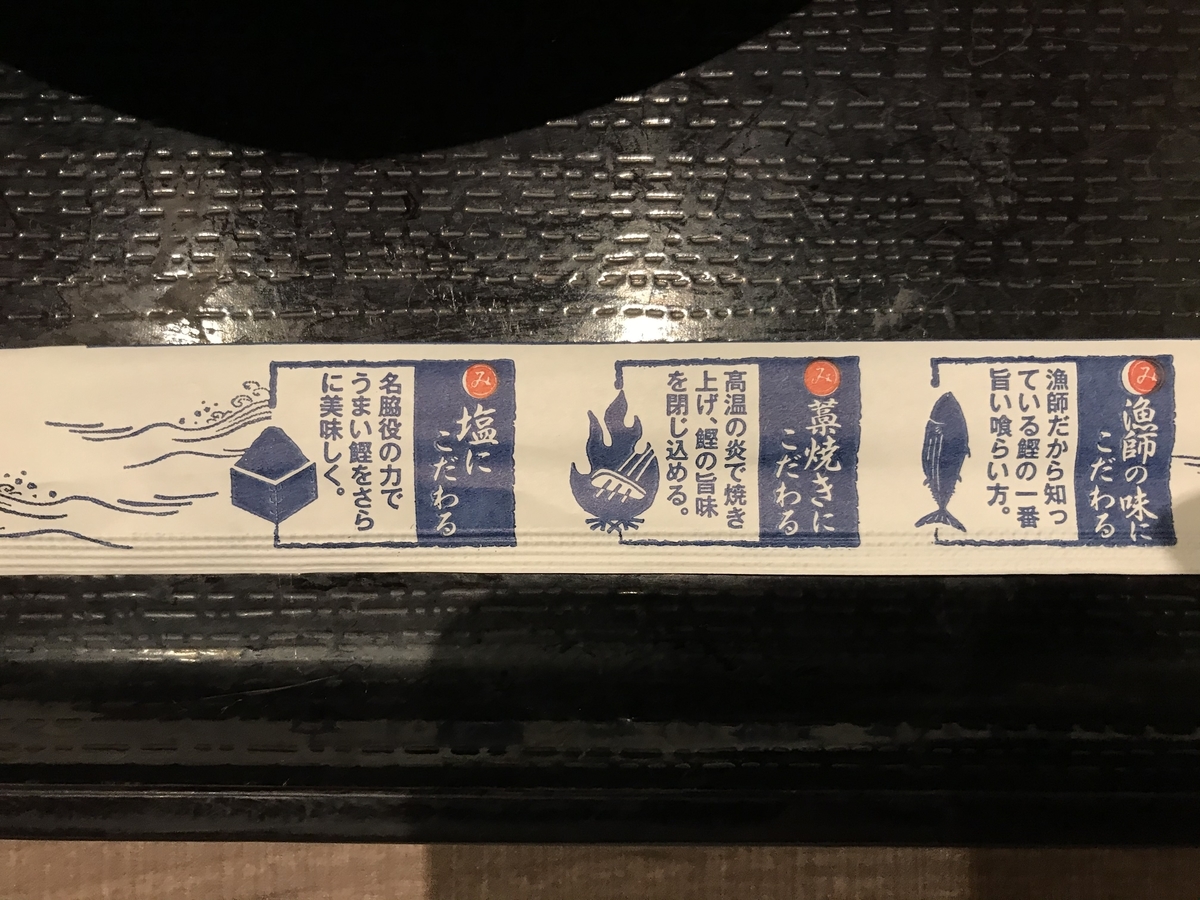 み
漁師の味に
こだわる
漁師だから知っ
ている鰹の一番
旨い喰らい方。
み
藁焼きに
こだわる
高温の炎で焼き
上げ、鰹の旨味
を閉じ込める。
み
塩に
こだわる
名脇役の力で
うまい鰹をさら
に美味しく。